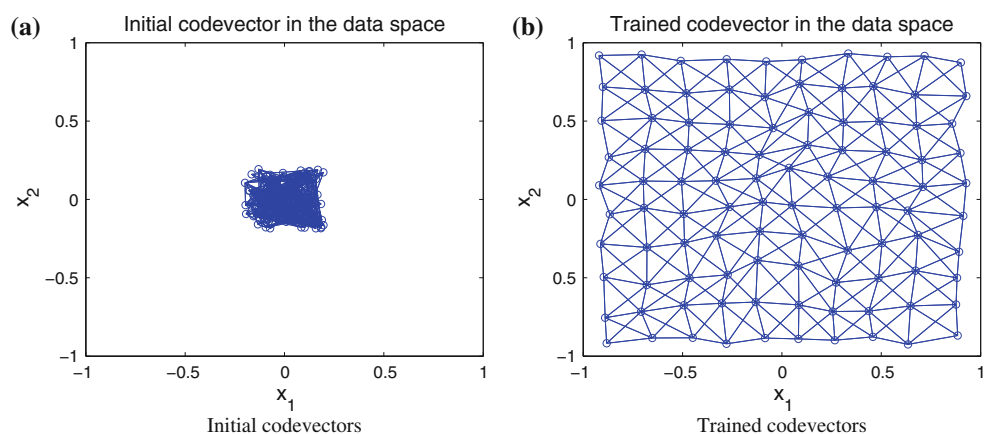 (a)
Initial codevector in the data space
1
0.5
0
−0.5
−1
x2
−1
−0.5
0
0.5
1
x1
Initial codevectors
(b)
Trained codevector in the data space
1
0.5
0
−0.5
−1
x2
−1
−0.5
0
0.5
1
x1
Trained codevectors